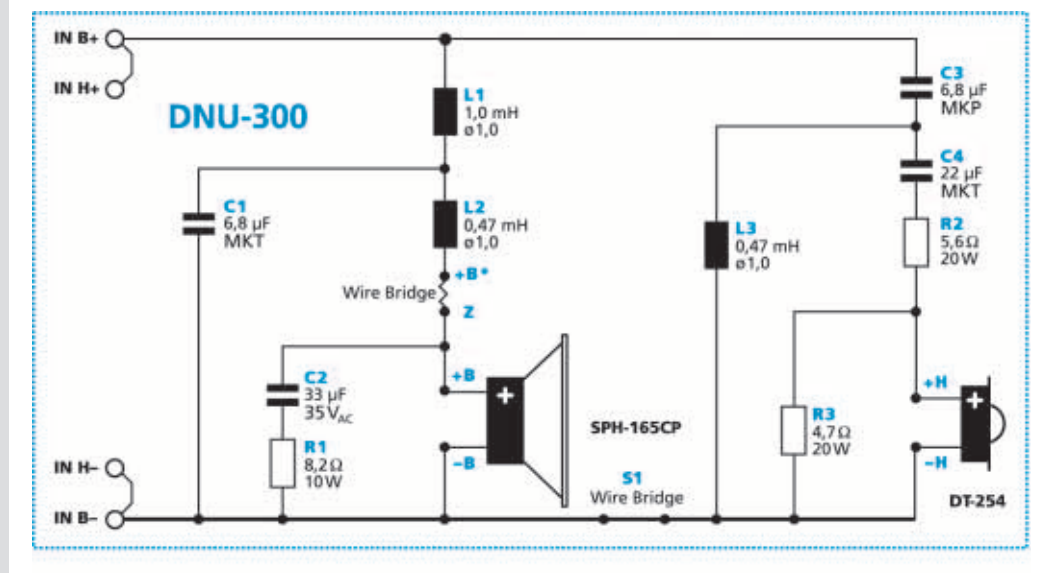 IN B+
IN H+
DNU-300
L1
1,0 mH
ø1,0
C3
6,8 µF
MKP
C4
22 µF
MKT
C1
6,8 µF
MKT
L2
0,47 mH
ø1,0
L3
0,47 mH
ø1,0
R2
5,6 Ω
20 W
+B*
Wire Bridge
Z
C2
33 µF
35 VAC
+B
+H
R1
8,2 Ω
10 W
SPH-165CP
R3
4,7 Ω
20 W
–B
–H
IN H–
S1
Wire Bridge
DT-254
IN B–